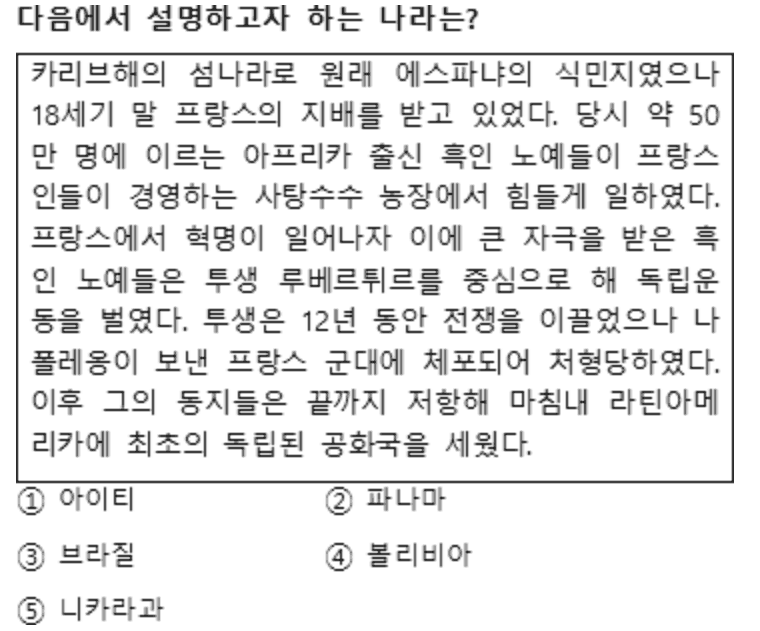 다음에서 설명하고자 하는 나라는?
카리브해의 섬나라로 원래 에스파냐의 식민지였으나
18세기 말 프랑스의 지배를 받고 있었다. 당시 약 50
만 명에 이르는 아프리카 출신 흑인 노예들이 프랑스
인들이 경영하는 사탕수수 농장에서 힘들게 일하였다.
프랑스에서 혁명이 일어나자 이에 큰 자극을 받은 흑
인 노예들은 투생 루베르튀르를 중심으로 해 독립운
동을 벌였다. 투생은 12년 동안 전쟁을 이끌었으나 나
폴레옹이 보낸 프랑스 군대에 체포되어 처형당하였다.
이후 그의 동지들은 끝까지 저항해 마침내 라틴아메
리카에 최초의 독립된 공화국을 세웠다.
① 아이티 ② 파나마
③ 브라질 ④ 볼리비아
⑤ 니카라과